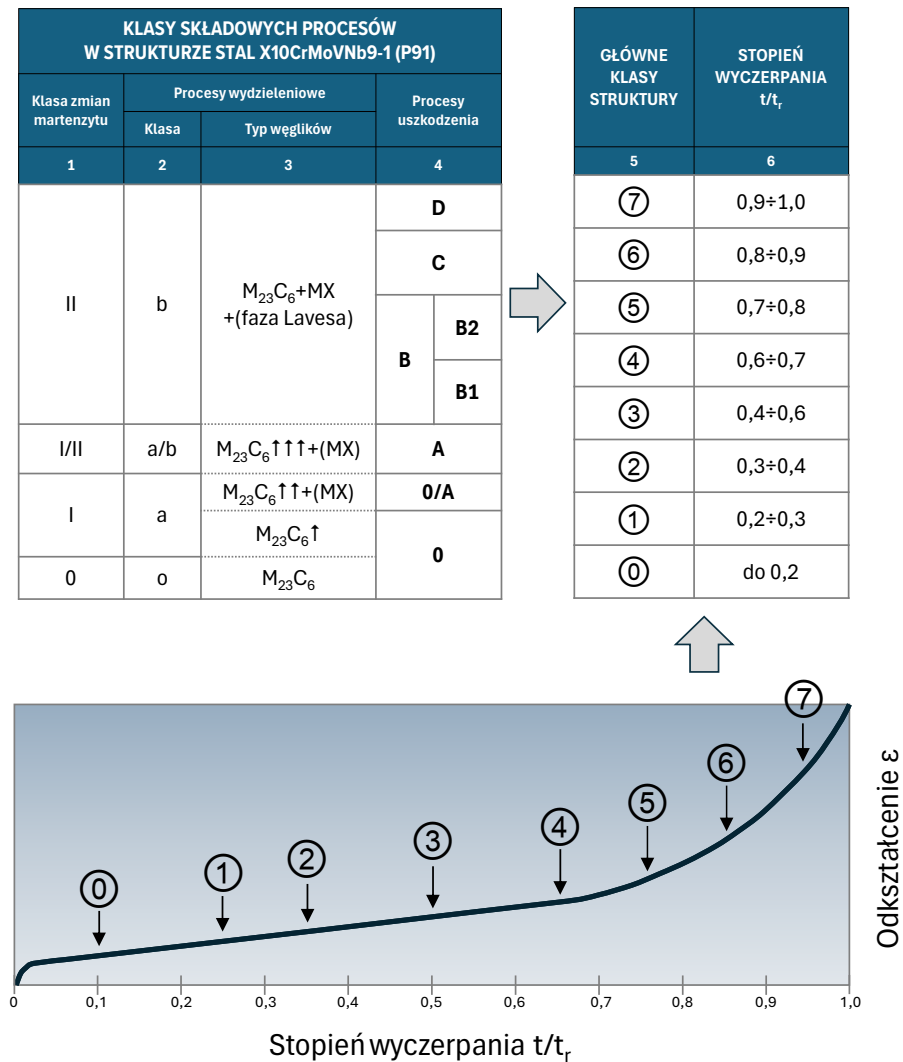 KLASY SKŁADOWYCH PROCESÓW
W STRUKTURZE STAL X10CrMoVNb9-1 (P91)
Klasa zmian
martenzytu
Procesy wydzieleniowe
Klasa
Typ węglików
Procesy
uszkodzenia
1
2
3
4
II
b
M₂₃C₆+MX
+(faza Lavesa)
D
C
B
B2
B1
I/II
a/b
M₂₃C₆↑↑↑+(MX)
A
I
a
M₂₃C₆↑↑+(MX)
0/A
M₂₃C₆↑
0
0
o
M₂₃C₆
GŁÓWNE
KLASY
STRUKTURY
STOPIEŃ
WYCZERPANIA
t/tᵣ
5
6
⑦ 0,9÷1,0
⑥ 0,8÷0,9
⑤ 0,7÷0,8
④ 0,6÷0,7
③ 0,4÷0,6
② 0,3÷0,4
① 0,2÷0,3
⓪ do 0,2
⓪
①
②
③
④
⑤
⑥
⑦
0 0,1 0,2 0,3 0,4 0,5 0,6 0,7 0,8 0,9 1,0
Stopień wyczerpania t/tᵣ
Odkształcenie ε